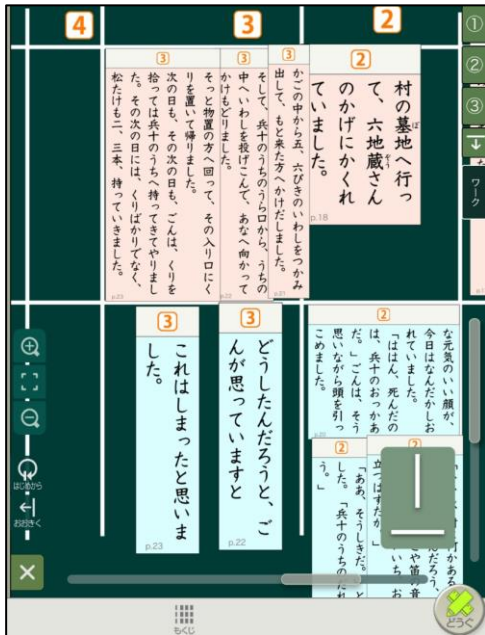 4
3
2
①
②
③
ワーク
2
村の墓地へ行っ
て、六地蔵さん
のかげにかくれ
ていました。
p.18
3
かごの中から五、六ぴきのいわしをつかみ
出して、もと来た方へかけだしました。
p.21
3
そして、兵十のうちのうら口から、うちの
中へいわしを投げこんで、あなへ向かって
かけもどりました。
p.22
3
そっと物置の方へ回って、その入り口にく
りを置いて帰りました。
次の日も、その次の日も、ごんは、くりを
拾っては兵十のうちへ持ってきてやりまし
た。その次の日には、くりばかりでなく、
松たけも二、三本、持っていきました。
p.23
2
な元気のいい顔が、
今日はなんだかしお
れていました。
「ははん、死んだの
は、兵十のおっかあ
だ。」ごんは、そう
思いながら頭を引っ
こめました。
p.20
3
どうしたんだろうと、ご
んが思っていますと
p.22
3
これはしまったと思いま
した。
p.23
2
2
「ああ、そうしきだ。」と
した。「兵十のうちのだれ
う。」
はじめから
おおきく
もくじ
どうぐ